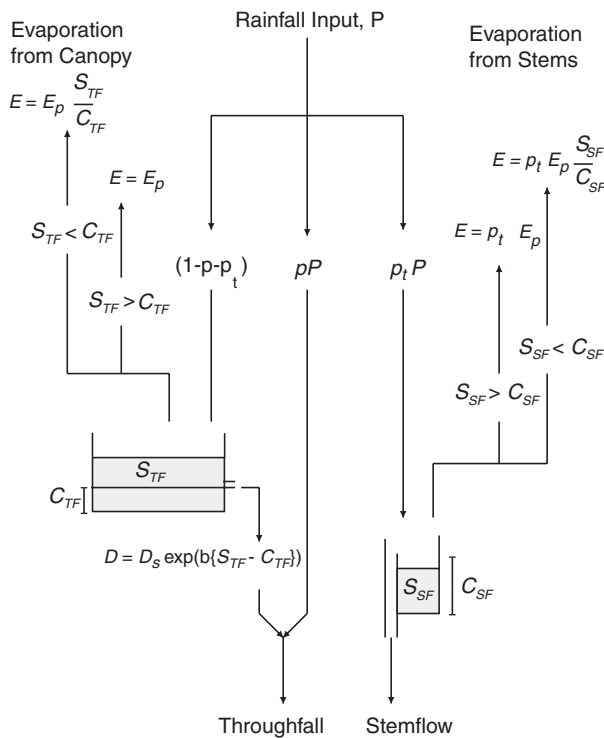 Rainfall Input, P
Evaporation
from Canopy
Evaporation
from Stems
E = E_p S_TF / C_TF
E = E_p
S_TF < C_TF
S_TF > C_TF
(1-p-p_t)
pP
p_t P
E = p_t E_p S_SF / C_SF
E = p_t E_p
S_SF < C_SF
S_SF > C_SF
S_TF
C_TF
D = D_s exp(b{S_TF - C_TF})
S_SF
C_SF
Throughfall
Stemflow